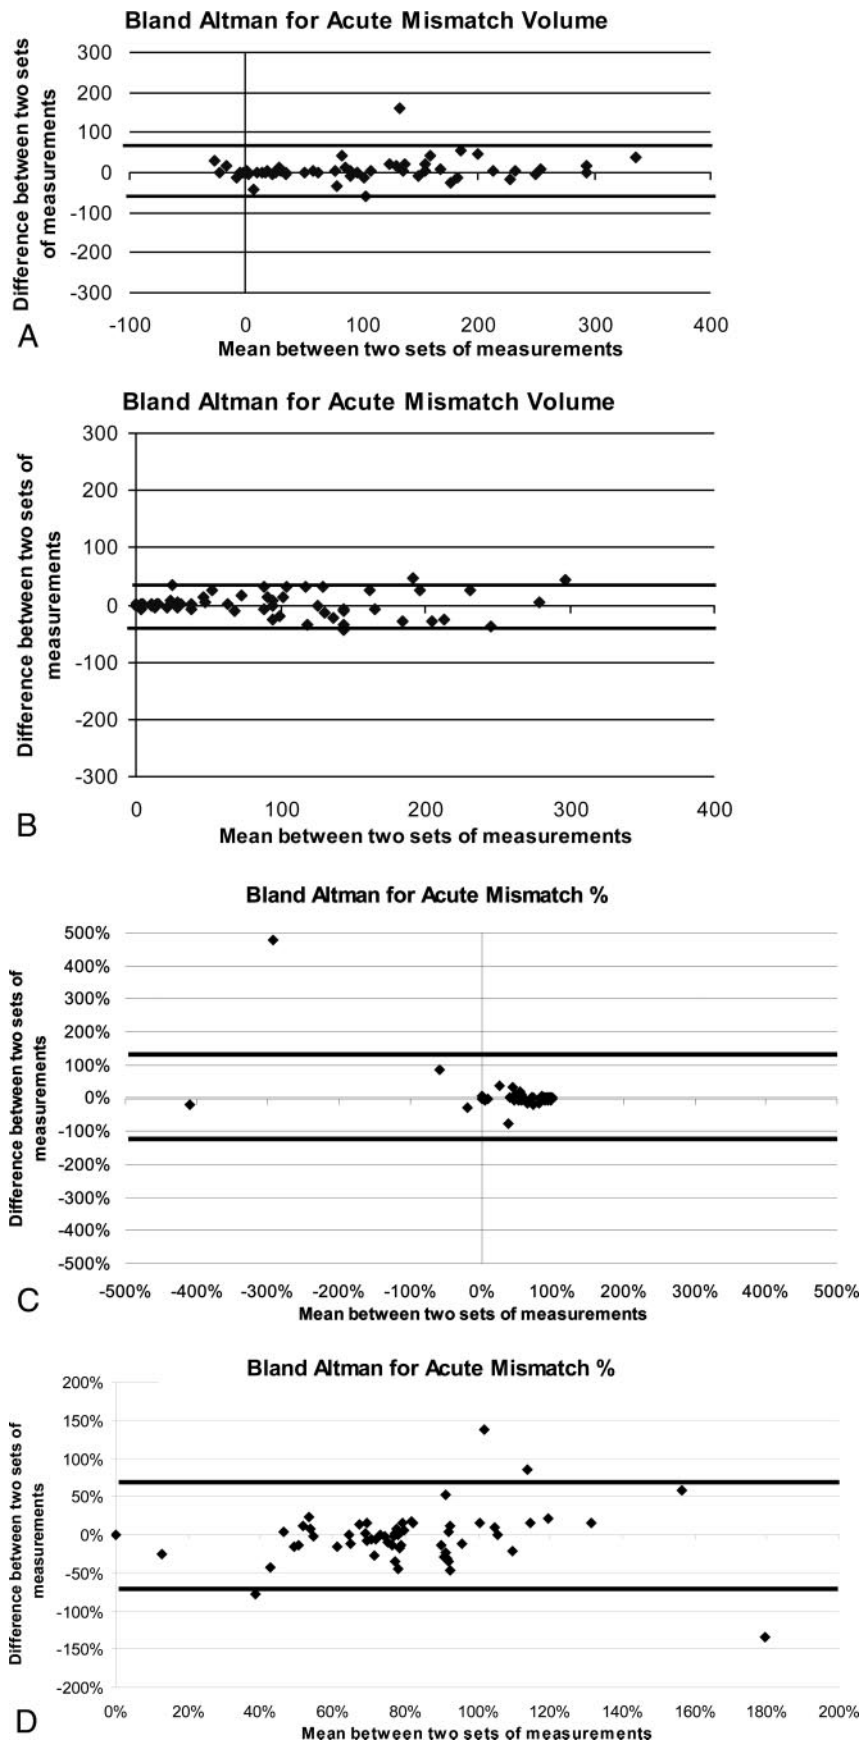 Bland Altman for Acute Mismatch Volume
Difference between two sets
of measurements
300
200
100
0
-100
-200
-300
-100 0 100 200 300 400
Mean between two sets of measurements
A
Bland Altman for Acute Mismatch Volume
Difference between two sets of
measurements
300
200
100
0
-100
-200
-300
0 100 200 300 400
Mean between two sets of measurements
B
Bland Altman for Acute Mismatch %
Difference between two sets of
measurements
500%
400%
300%
200%
100%
0%
-100%
-200%
-300%
-400%
-500%
-500% -400% -300% -200% -100% 0% 100% 200% 300% 400% 500%
Mean between two sets of measurements
C
Bland Altman for Acute Mismatch %
Difference between two sets of
measurements
200%
150%
100%
50%
0%
-50%
-100%
-150%
-200%
0% 20% 40% 60% 80% 100% 120% 140% 160% 180% 200%
Mean between two sets of measurements
D